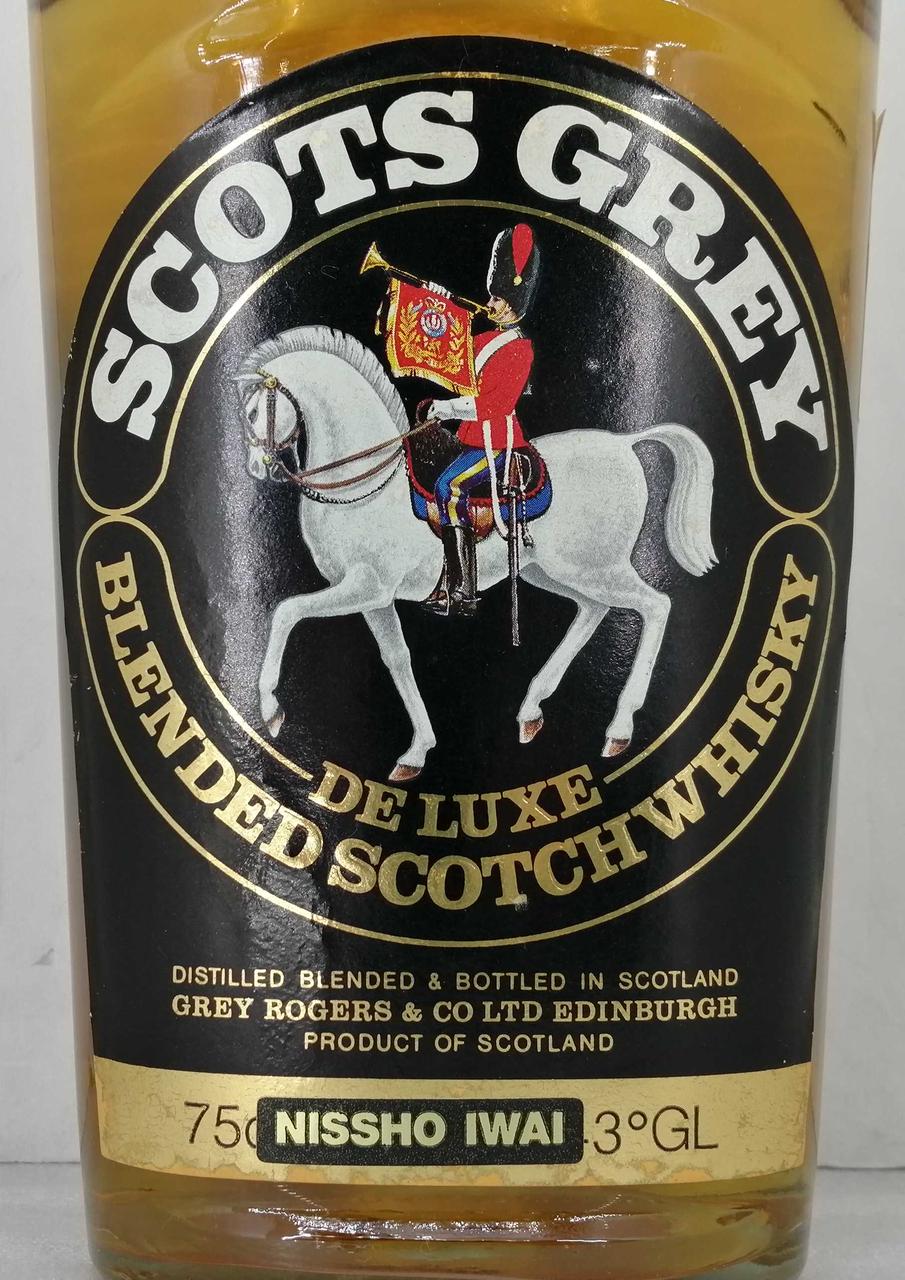 SCOTS GREY
DE LUXE
BLENDED SCOTCH WHISKY
DISTILLED BLENDED & BOTTLED IN SCOTLAND
GREY ROGERS & CO LTD EDINBURGH
PRODUCT OF SCOTLAND
NISSHO IWAI